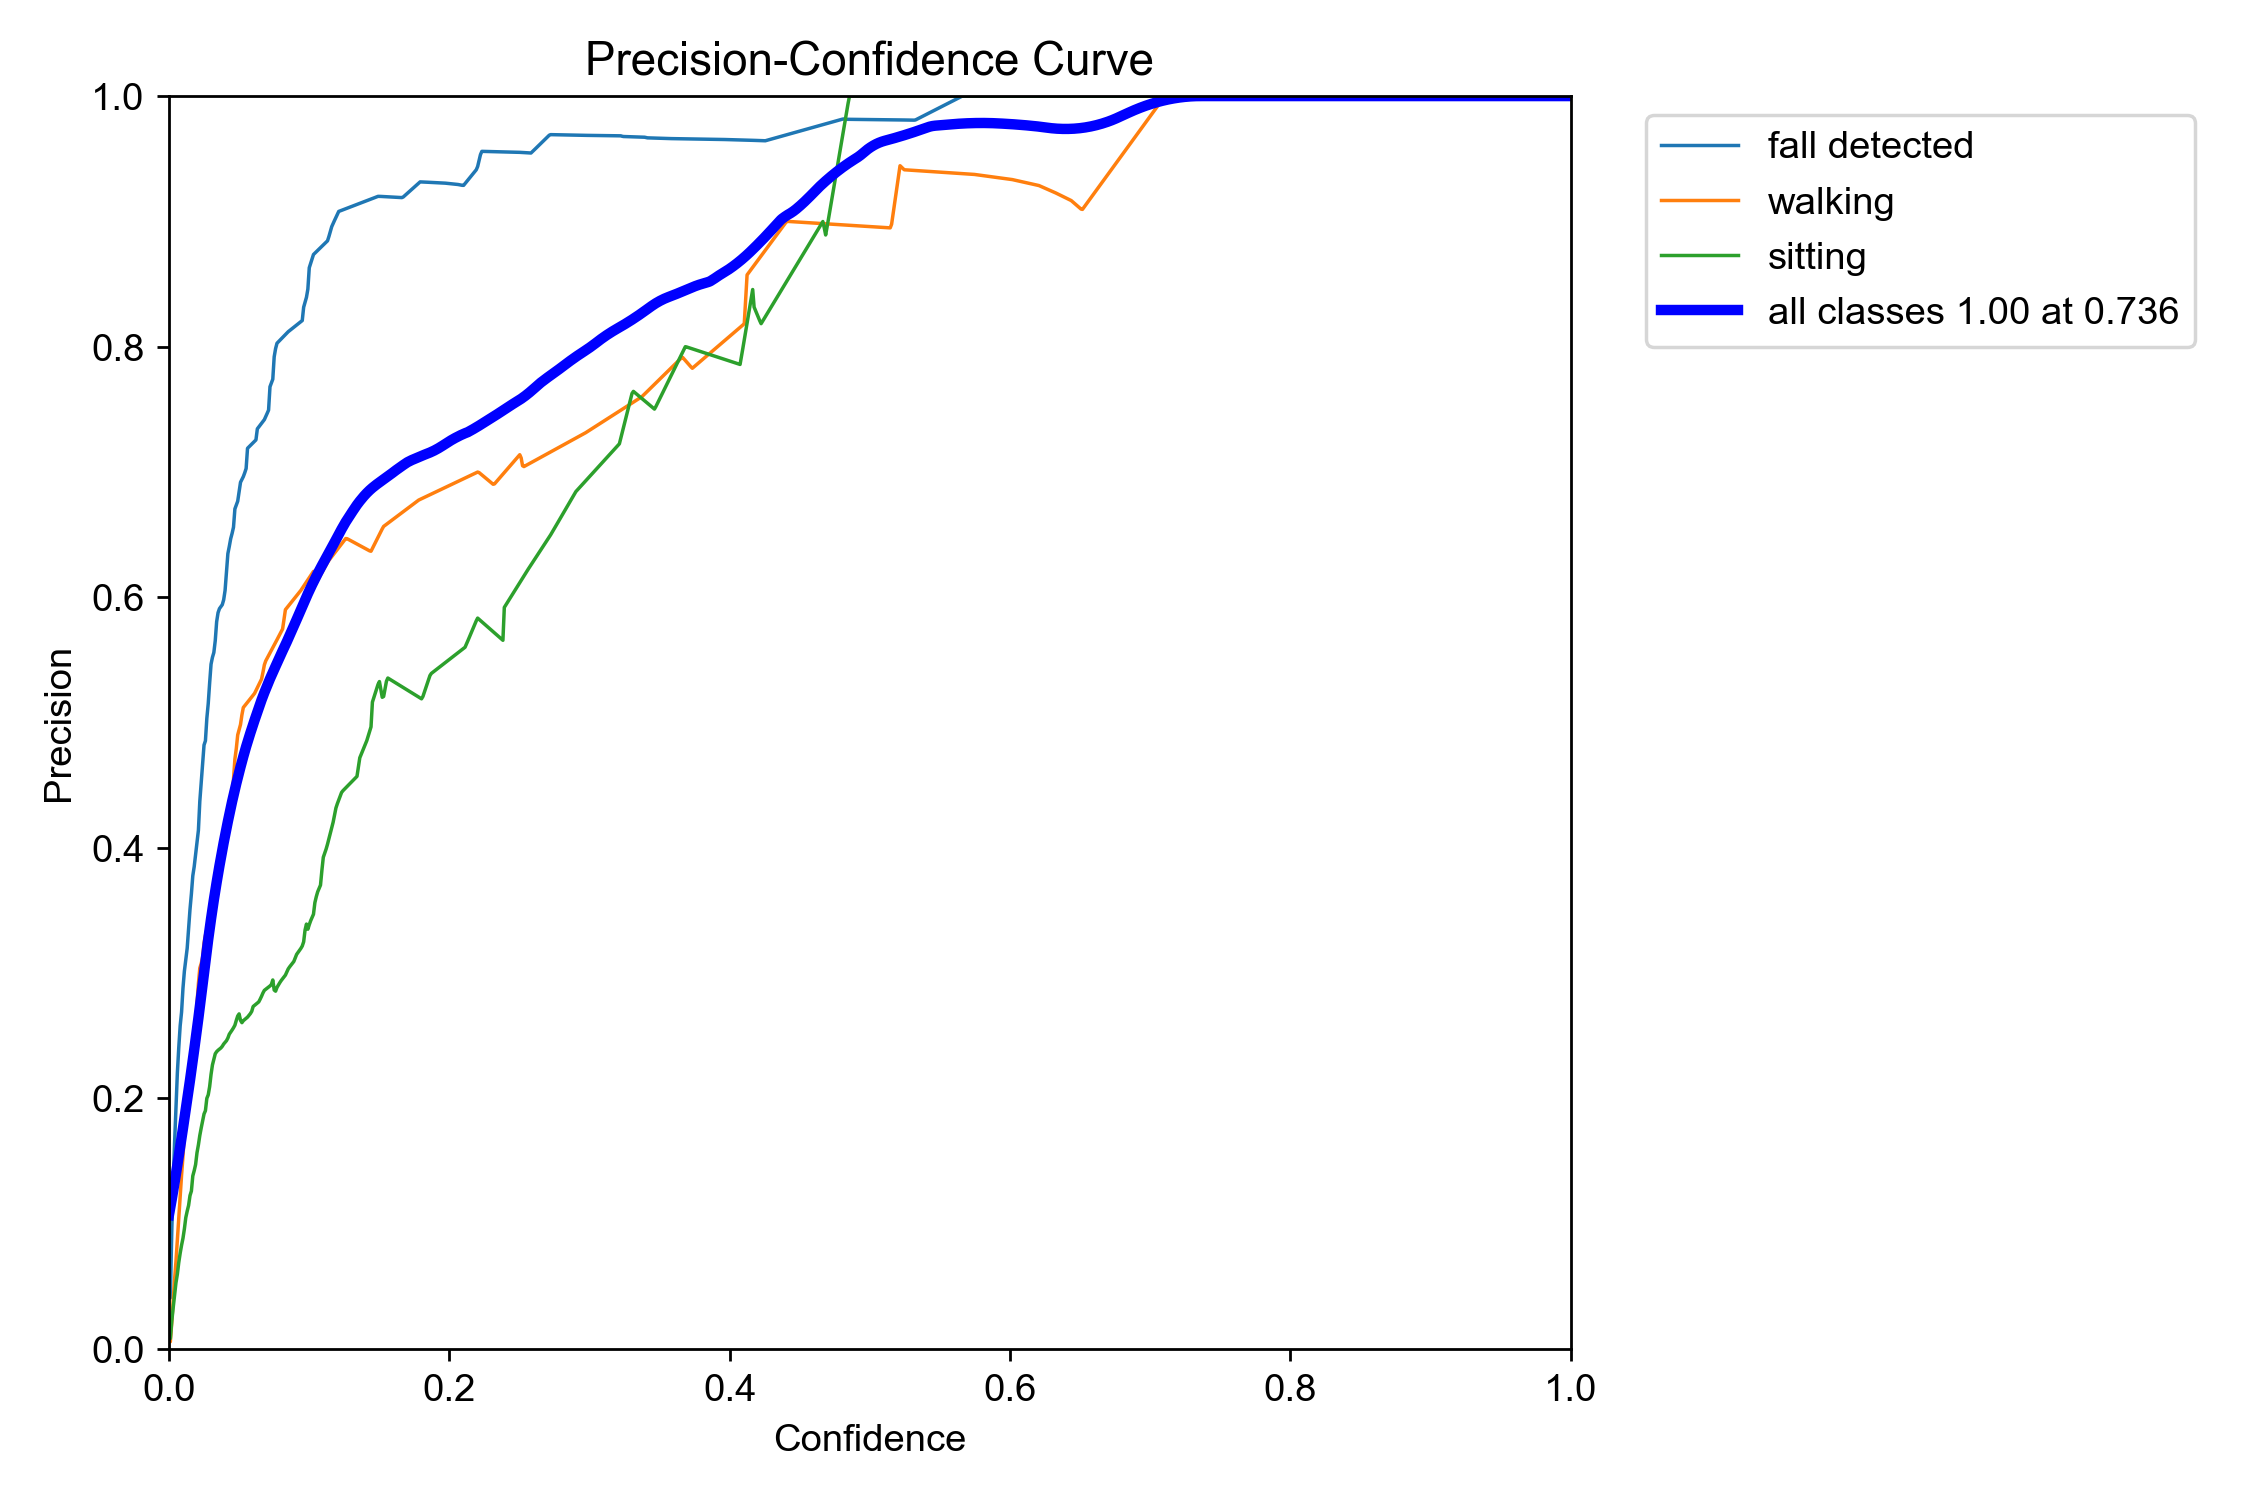 Precision-Confidence Curve
1.0
0.8
0.6
0.4
0.2
0.0
Precision
0.0 0.2 0.4 0.6 0.8 1.0
Confidence
fall detected
walking
sitting
all classes 1.00 at 0.736